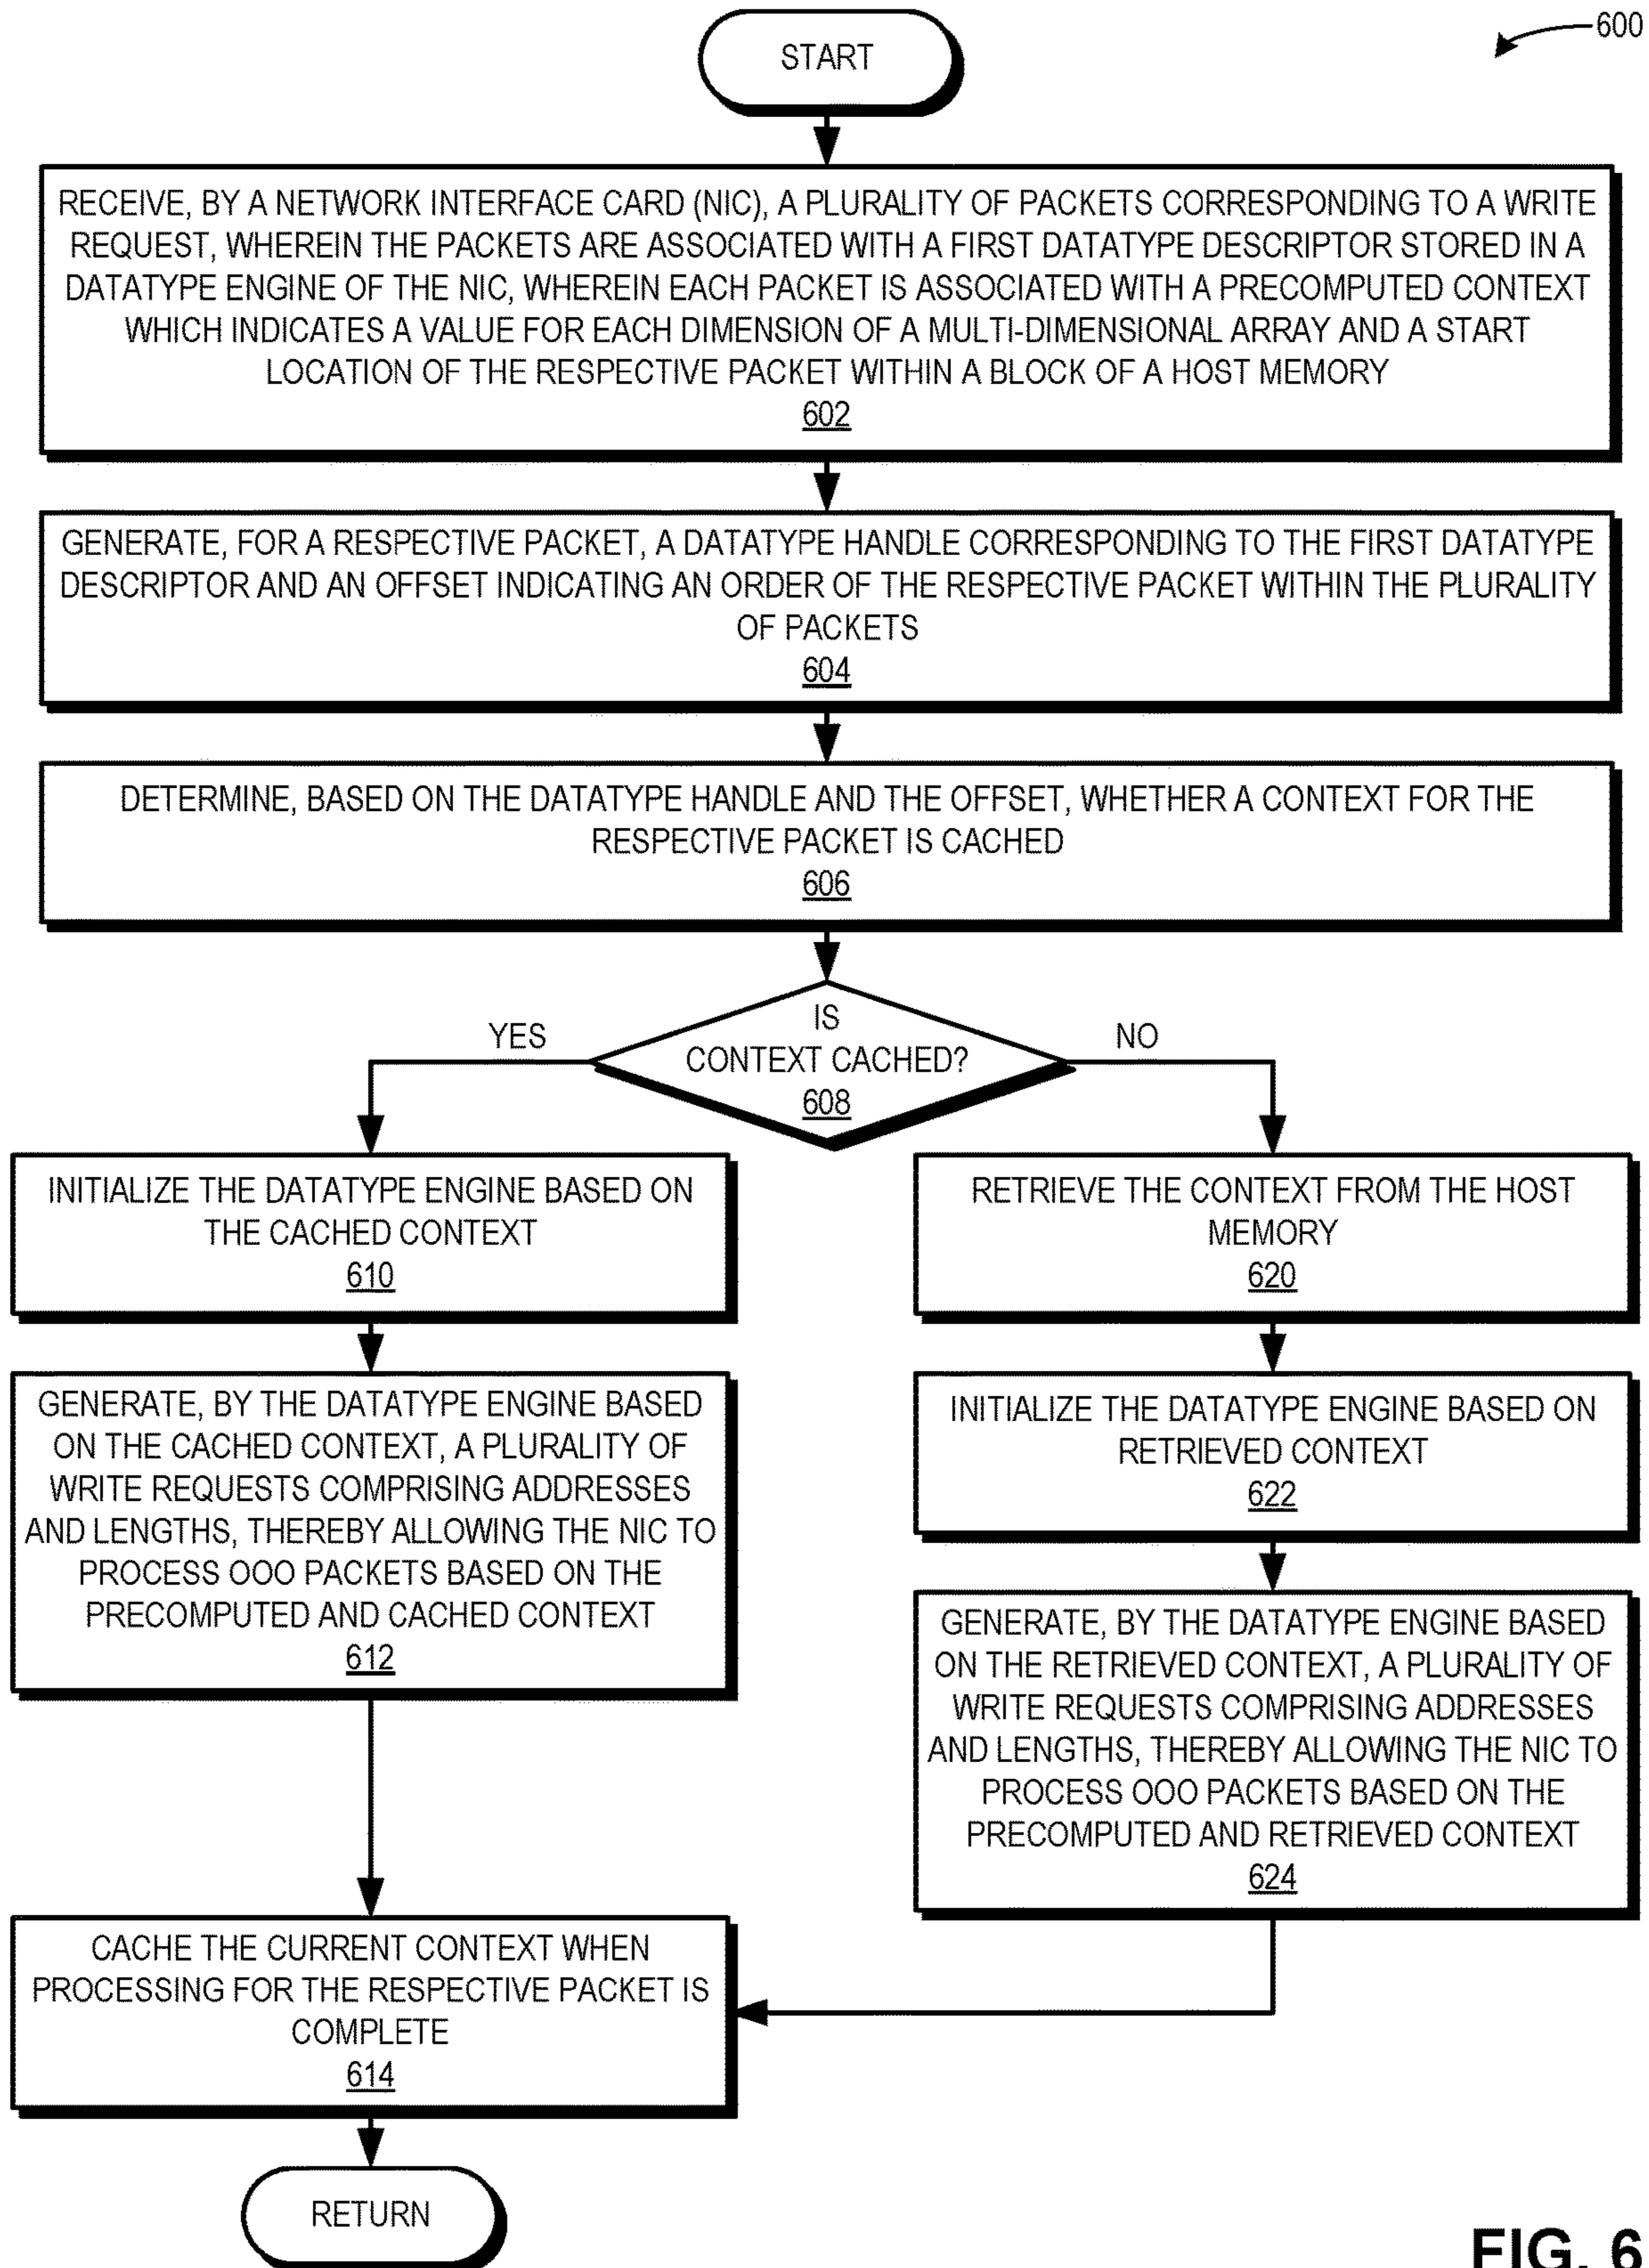 600
START
RECEIVE, BY A NETWORK INTERFACE CARD (NIC), A PLURALITY OF PACKETS CORRESPONDING TO A WRITE
REQUEST, WHEREIN THE PACKETS ARE ASSOCIATED WITH A FIRST DATATYPE DESCRIPTOR STORED IN A
DATATYPE ENGINE OF THE NIC, WHEREIN EACH PACKET IS ASSOCIATED WITH A PRECOMPUTED CONTEXT
WHICH INDICATES A VALUE FOR EACH DIMENSION OF A MULTI-DIMENSIONAL ARRAY AND A START
LOCATION OF THE RESPECTIVE PACKET WITHIN A BLOCK OF A HOST MEMORY
602
GENERATE, FOR A RESPECTIVE PACKET, A DATATYPE HANDLE CORRESPONDING TO THE FIRST DATATYPE
DESCRIPTOR AND AN OFFSET INDICATING AN ORDER OF THE RESPECTIVE PACKET WITHIN THE PLURALITY
OF PACKETS
604
DETERMINE, BASED ON THE DATATYPE HANDLE AND THE OFFSET, WHETHER A CONTEXT FOR THE
RESPECTIVE PACKET IS CACHED
606
IS
CONTEXT CACHED?
608
YES
NO
INITIALIZE THE DATATYPE ENGINE BASED ON
THE CACHED CONTEXT
610
GENERATE, BY THE DATATYPE ENGINE BASED
ON THE CACHED CONTEXT, A PLURALITY OF
WRITE REQUESTS COMPRISING ADDRESSES
AND LENGTHS, THEREBY ALLOWING THE NIC TO
PROCESS OOO PACKETS BASED ON THE
PRECOMPUTED AND CACHED CONTEXT
612
RETRIEVE THE CONTEXT FROM THE HOST
MEMORY
620
INITIALIZE THE DATATYPE ENGINE BASED ON
RETRIEVED CONTEXT
622
GENERATE, BY THE DATATYPE ENGINE BASED
ON THE RETRIEVED CONTEXT, A PLURALITY OF
WRITE REQUESTS COMPRISING ADDRESSES
AND LENGTHS, THEREBY ALLOWING THE NIC TO
PROCESS OOO PACKETS BASED ON THE
PRECOMPUTED AND RETRIEVED CONTEXT
624
CACHE THE CURRENT CONTEXT WHEN
PROCESSING FOR THE RESPECTIVE PACKET IS
COMPLETE
614
RETURN
FIG. 6